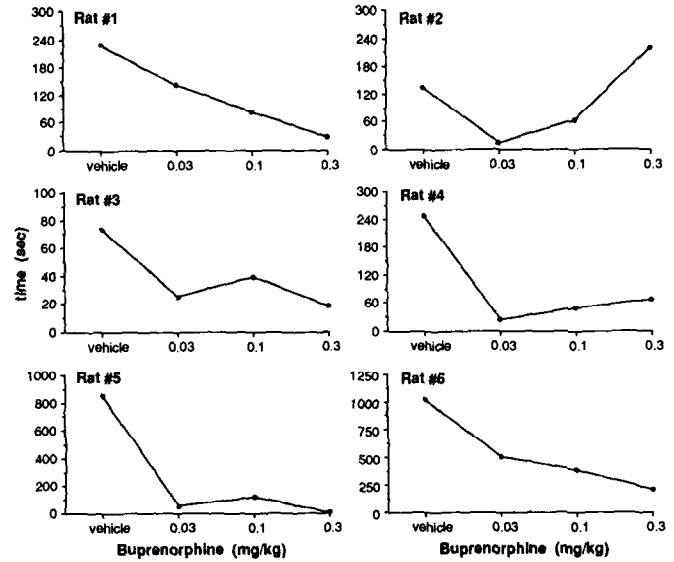 Rat #1
300
240
180
120
60
0
vehicle 0.03 0.1 0.3
Rat #2
300
240
180
120
60
0
vehicle 0.03 0.1 0.3
time (sec)
Rat #3
100
80
60
40
20
0
vehicle 0.03 0.1 0.3
Rat #4
300
240
180
120
60
0
vehicle 0.03 0.1 0.3
Rat #5
1000
800
600
400
200
0
vehicle 0.03 0.1 0.3
Buprenorphine (mg/kg)
Rat #6
1250
1000
750
500
250
0
vehicle 0.03 0.1 0.3
Buprenorphine (mg/kg)